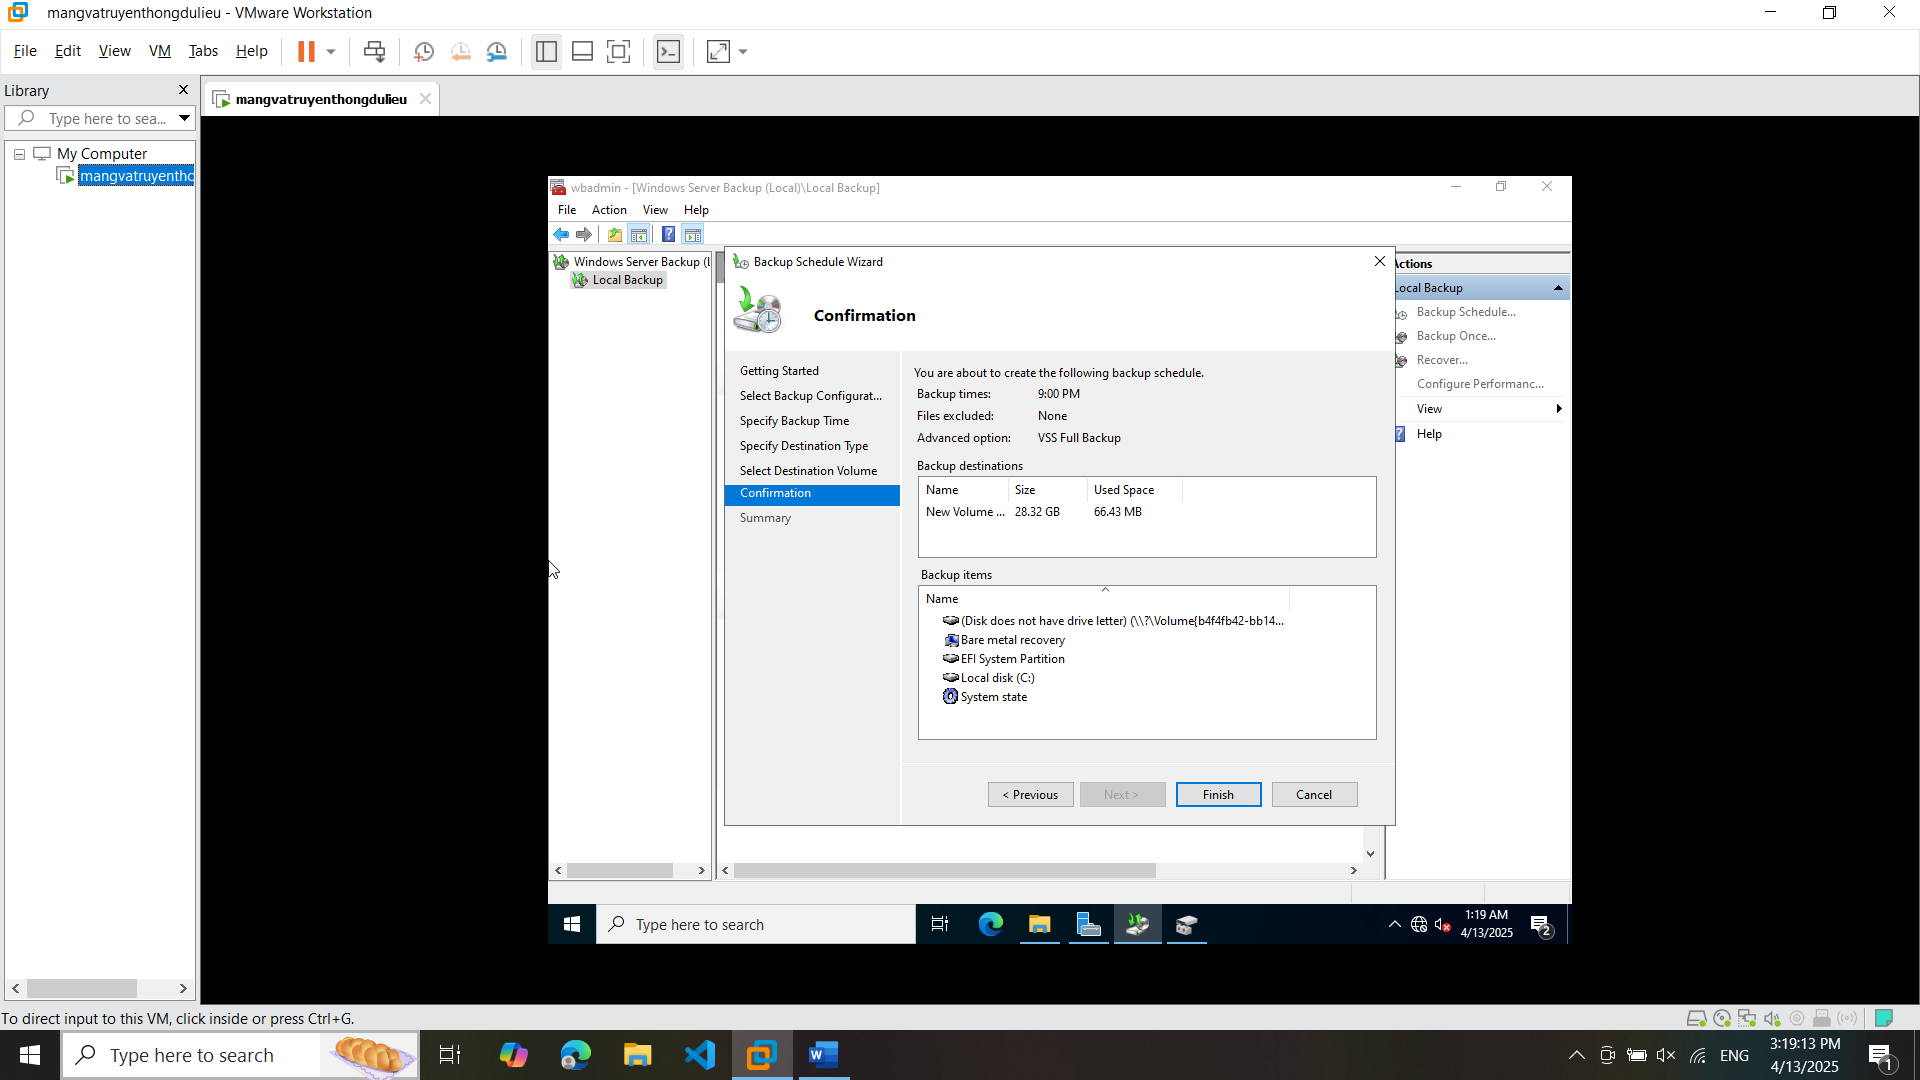 mangvatruyenthongdulieu - VMware Workstation
File Edit View VM Tabs Help
Library
Type here to sea...
My Computer
mangvatruyenthc
mangvatruyenthongdulieu
wbadmin - [Windows Server Backup (Local)\Local Backup]
File Action View Help
Windows Server Backup (L
Local Backup
Backup Schedule Wizard
Confirmation
Getting Started
Select Backup Configurat...
Specify Backup Time
Specify Destination Type
Select Destination Volume
Confirmation
Summary
You are about to create the following backup schedule.
Backup times: 9:00 PM
Files excluded: None
Advanced option: VSS Full Backup
Backup destinations
Name Size Used Space
New Volume ... 28.32 GB 66.43 MB
Backup items
Name
(Disk does not have drive letter) (\\?\Volume{b4f4fb42-bb14...
Bare metal recovery
EFI System Partition
Local disk (C:)
System state
< Previous Next > Finish Cancel
Actions
Local Backup
Backup Schedule...
Backup Once...
Recover...
Configure Performanc...
View
Help
Type here to search
1:19 AM
4/13/2025
2
To direct input to this VM, click inside or press Ctrl+G.
Type here to search
ENG
3:19:13 PM
4/13/2025
1